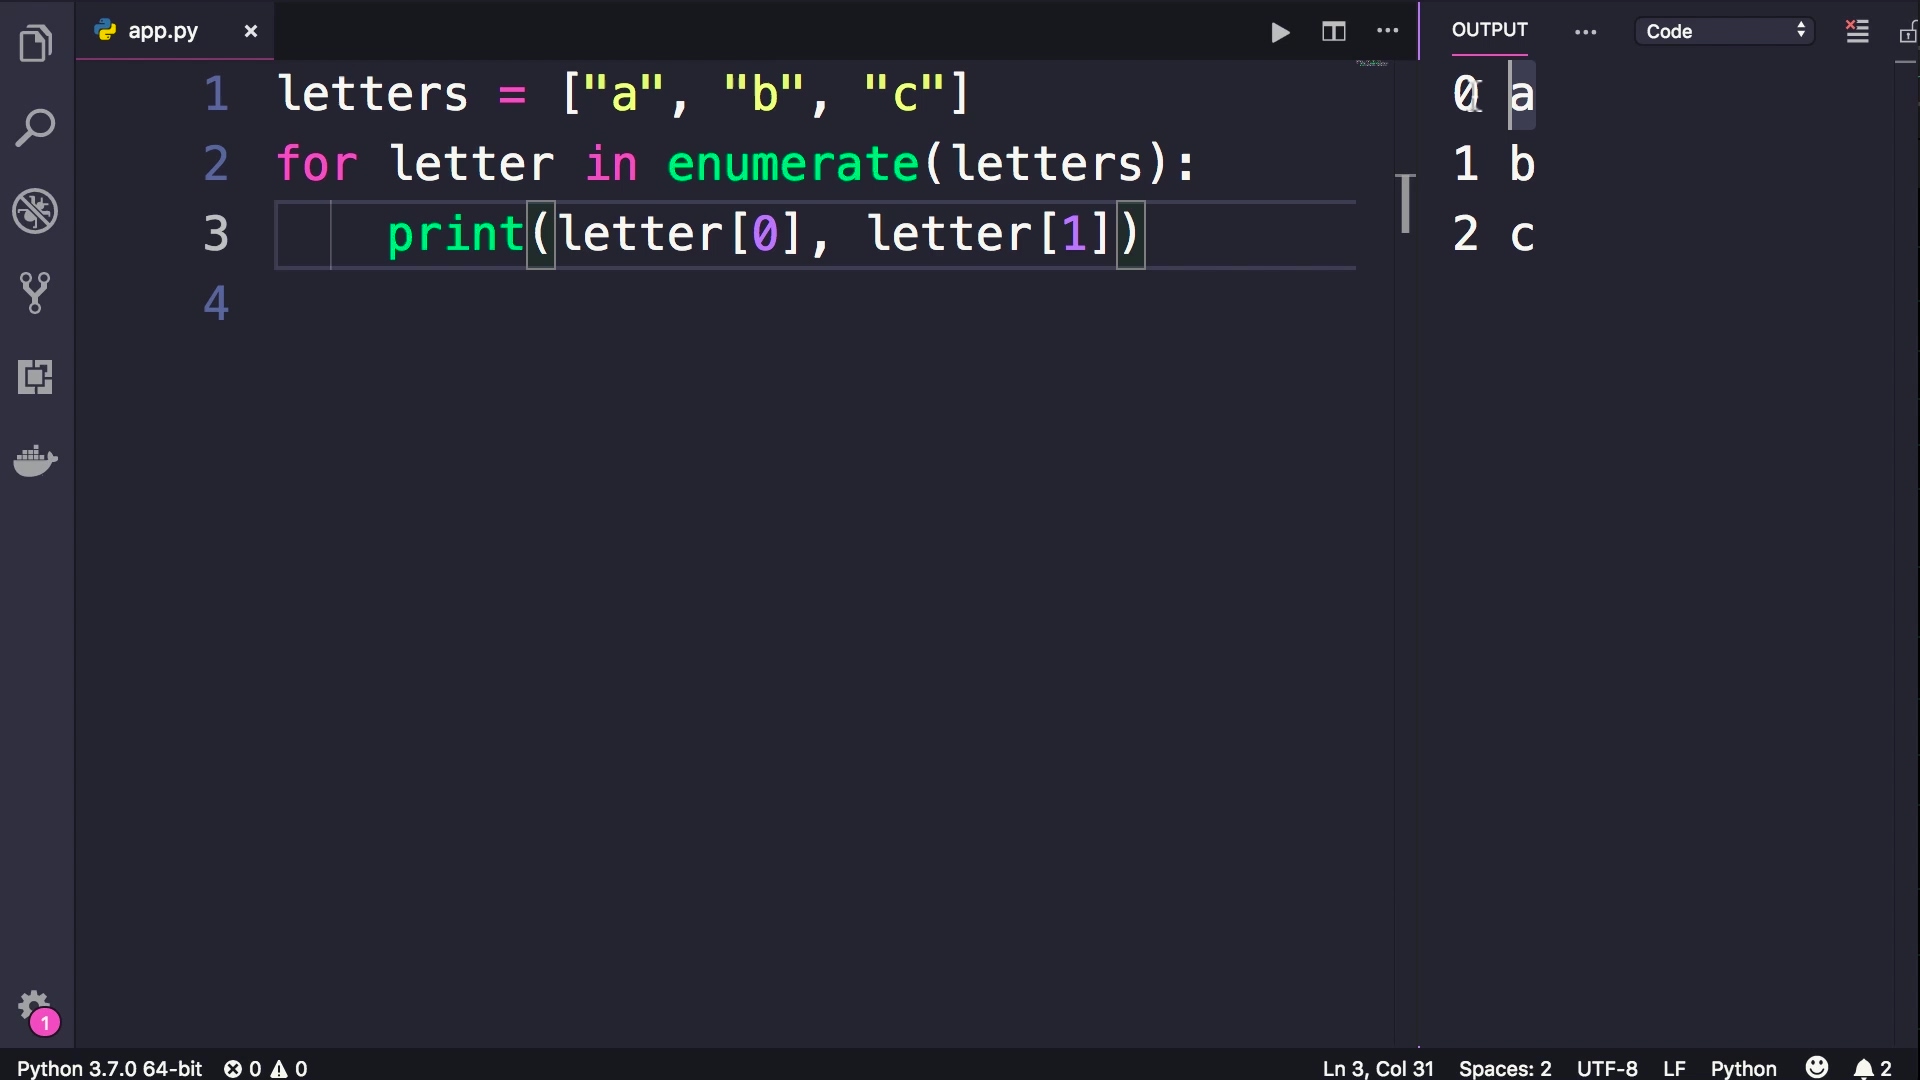 app.py
OUTPUT
Code
1 letters = ["a", "b", "c"]
2 for letter in enumerate(letters):
3 print(letter[0], letter[1])
4
0 a
1 b
2 c
1
Python 3.7.0 64-bit 0 0
Ln 3, Col 31 Spaces: 2 UTF-8 LF Python 2